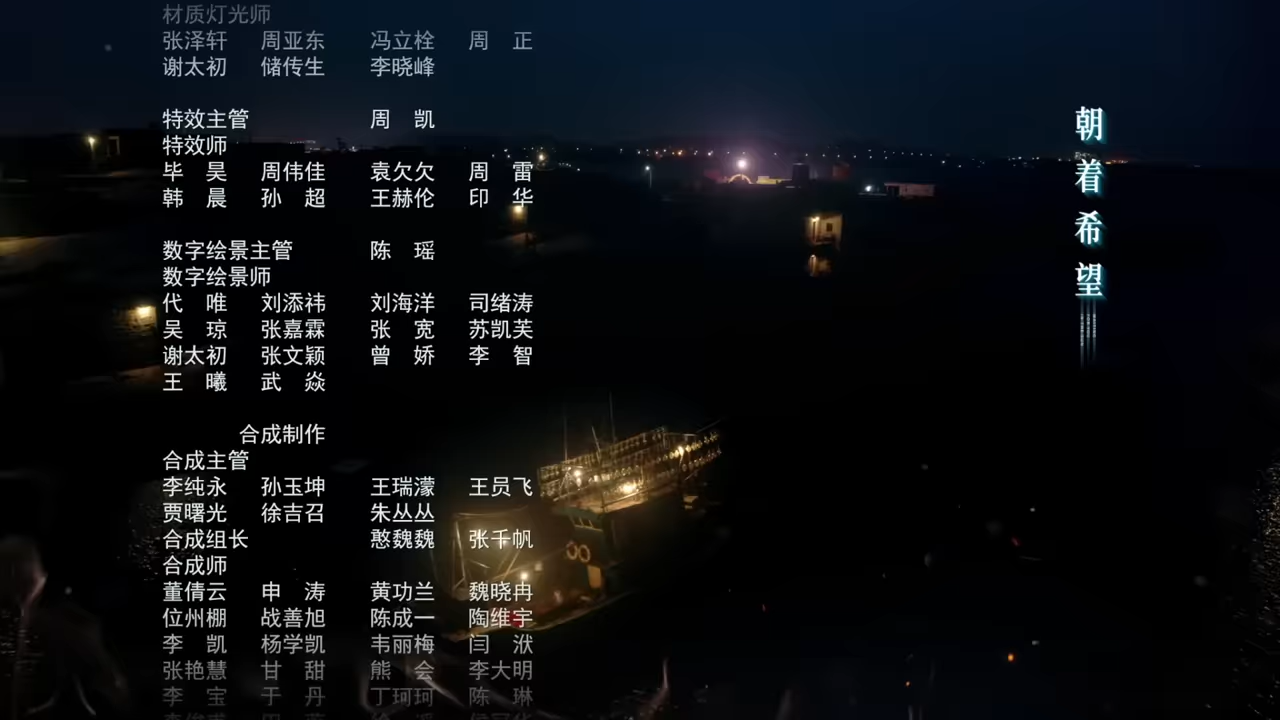 材质灯光师
张泽轩 周亚东 冯立栓 周 正
谢太初 储传生 李晓峰
特效主管 周 凯
特效师
毕 昊 周伟佳 袁欠欠 周 雷
韩 晨 孙 超 王赫伦 印 华
数字绘景主管 陈 瑶
数字绘景师
代 唯 刘添祎 刘海洋 司绪涛
吴 琼 张嘉霖 张 宽 苏凯芙
谢太初 张文颖 曾 娇 李 智
王 曦 武 焱
合成制作
合成主管
李纯永 孙玉坤 王瑞濛 王员飞
贾曙光 徐吉召 朱丛丛
合成组长 憨魏魏 张千帆
合成师
董倩云 申 涛 黄功兰 魏晓冉
位州棚 战善旭 陈成一 陶维宇
李 凯 杨学凯 韦丽梅 闫 洑
张艳慧 甘 甜 熊 会 李大明
李 宝 于 丹 丁珂珂 陈 琳
朝着希望